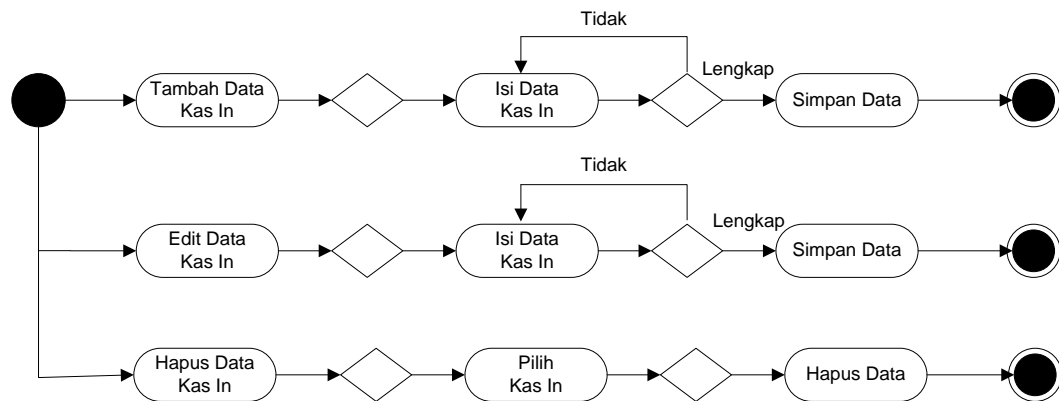 Tidak
Tambah Data
Kas In
Isi Data
Kas In
Lengkap
Simpan Data
Tidak
Edit Data
Kas In
Isi Data
Kas In
Lengkap
Simpan Data
Hapus Data
Kas In
Pilih
Kas In
Hapus Data